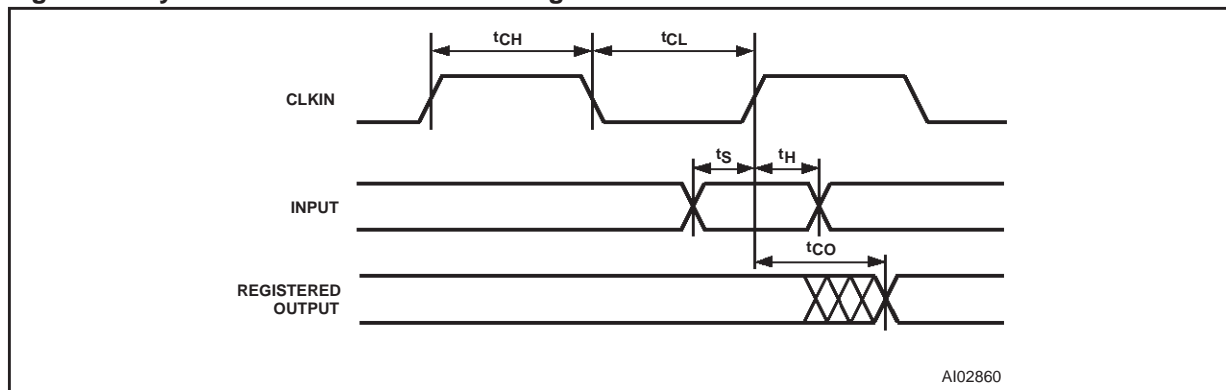 tCH tCL
CLKIN
tS tH
INPUT
tCO
REGISTERED
OUTPUT
AI02860